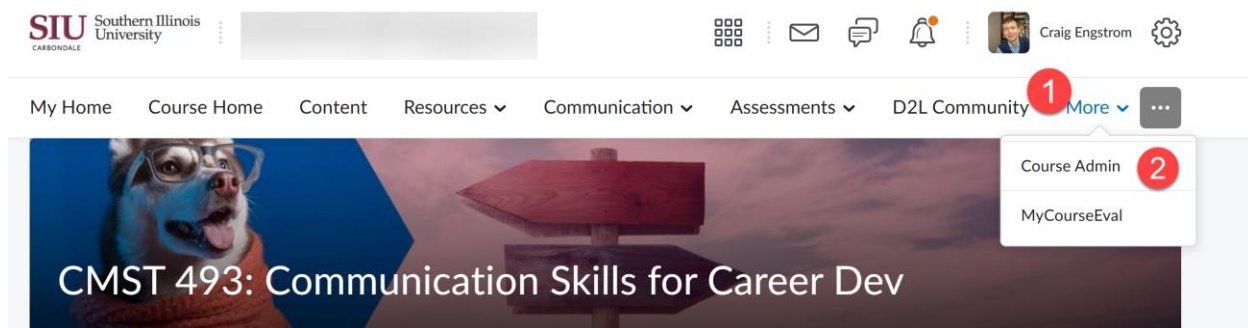 SIU Southern Illinois
University
CARBONDALE
Craig Engstrom
My Home Course Home Content Resources Communication Assessments D2L Community 1 More ...
Course Admin 2
MyCourseEval
CMST 493: Communication Skills for Career Dev